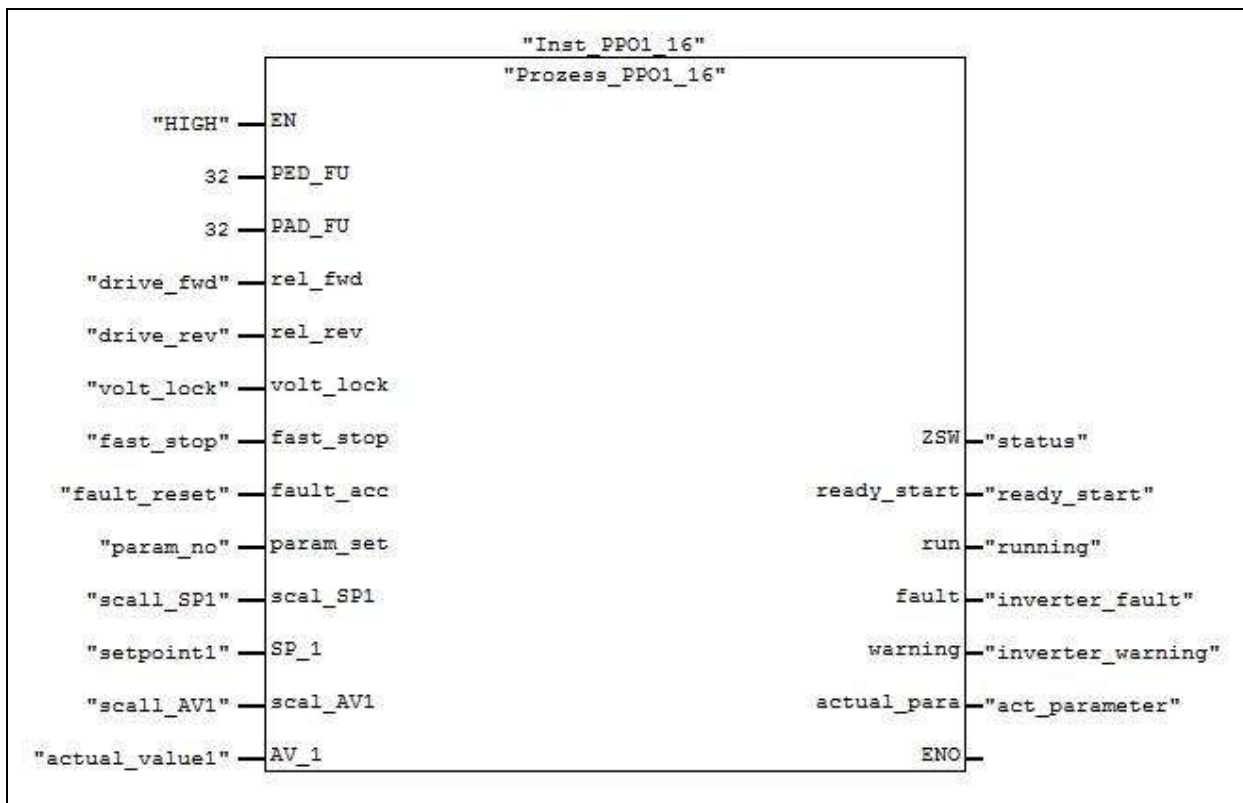 "Inst_PPO1_16"
"Prozess_PPO1_16"
"HIGH" EN
32 PED_FU
32 PAD_FU
"drive_fwd" rel_fwd
"drive_rev" rel_rev
"volt_lock" volt_lock
"fast_stop" fast_stop ZSW "status"
"fault_reset" fault_acc ready_start "ready_start"
"param_no" param_set run "running"
"scall_SP1" scal_SP1 fault "inverter_fault"
"setpoint1" SP_1 warning "inverter_warning"
"scall_AV1" scal_AV1 actual_para "act_parameter"
"actual_value1" AV_1 ENO